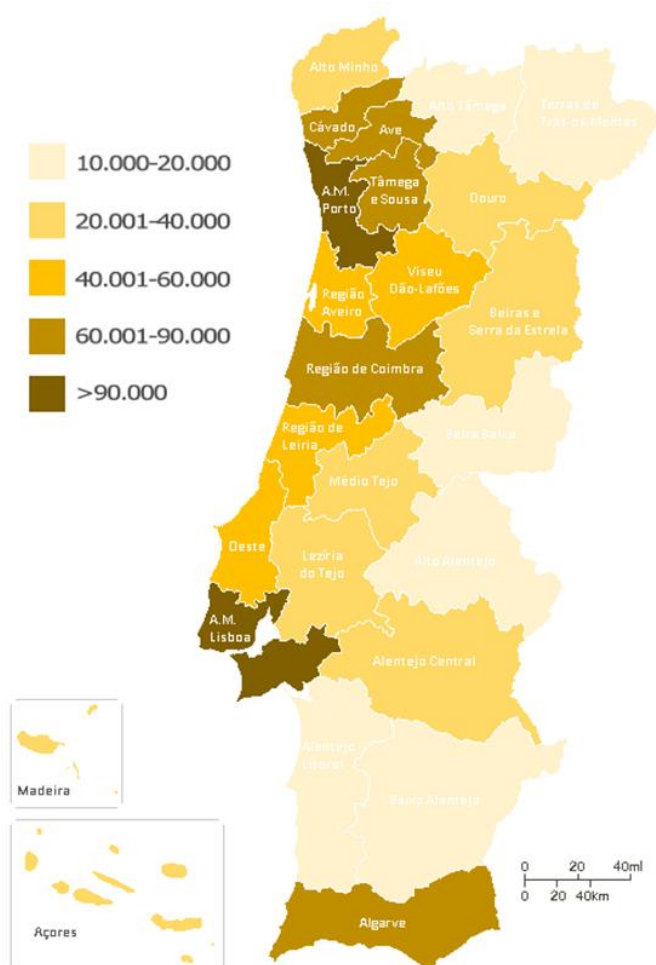 Alto Minho
Alto Tâmega
Terras de
Trás-os-Montes
Cávado
Ave
10.000-20.000
20.001-40.000
40.001-60.000
60.001-90.000
>90.000
A.M.
Porto
Tâmega
e Sousa
Douro
Viseu
Dão-Lafões
Região
Aveiro
Beiras e
Serra da Estrela
Região de Coimbra
Região de
Leiria
Beira Baixa
Médio Tejo
Oeste
Lezíria
do Tejo
Alto Alentejo
A.M.
Lisboa
Alentejo Central
Alentejo
Litoral
Baixo Alentejo
Madeira
Açores
Algarve
0 20 40ml
0 20 40km